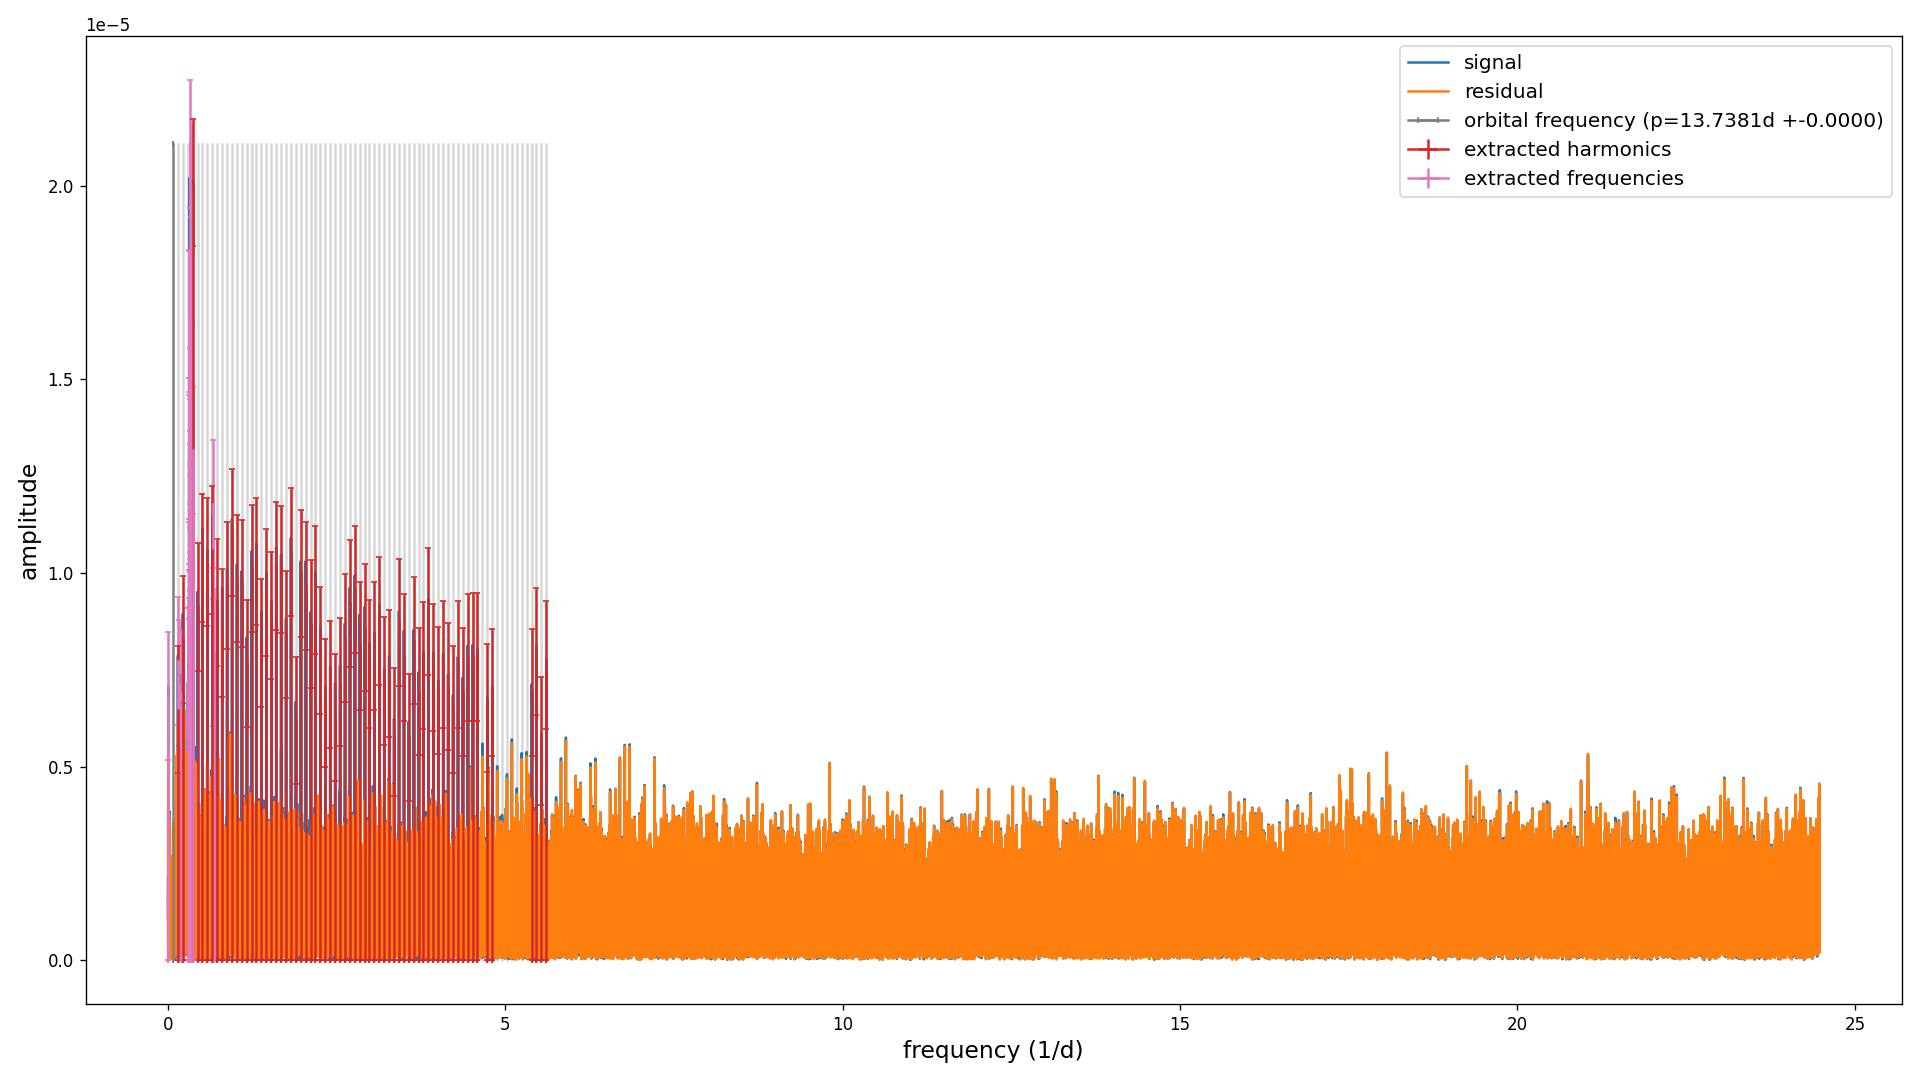 1e−5
signal
residual
orbital frequency (p=13.7381d +-0.0000)
extracted harmonics
extracted frequencies
2.0
1.5
1.0
0.5
0.0
amplitude
0
5
10
15
20
25
frequency (1/d)